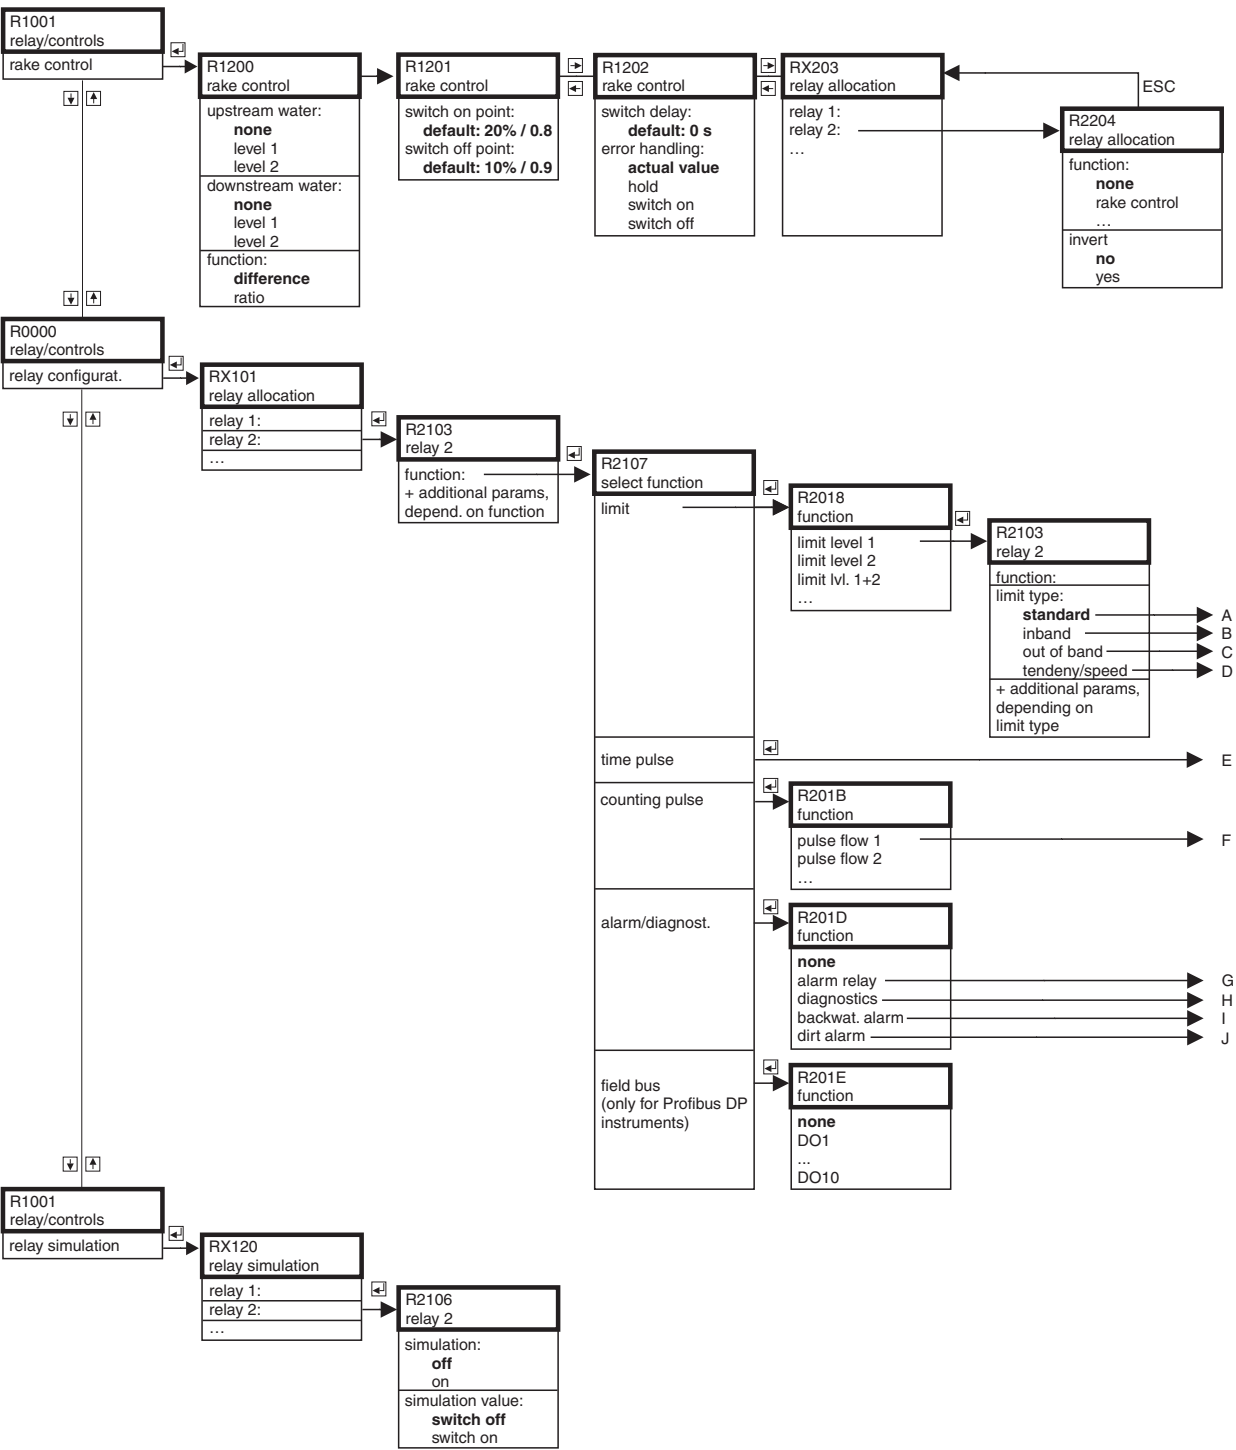 R1001
relay/controls
rake control
R1200
rake control
upstream water:
none
level 1
level 2
downstream water:
none
level 1
level 2
function:
difference
ratio
R1201
rake control
switch on point:
default: 20% / 0.8
switch off point:
default: 10% / 0.9
R1202
rake control
switch delay:
default: 0 s
error handling:
actual value
hold
switch on
switch off
RX203
relay allocation
relay 1:
relay 2:
…
ESC
R2204
relay allocation
function:
none
rake control
…
invert
no
yes
R0000
relay/controls
relay configurat.
RX101
relay allocation
relay 1:
relay 2:
…
R2103
relay 2
function:
+ additional params,
depend. on function
R2107
select function
limit
time pulse
counting pulse
alarm/diagnost.
field bus
(only for Profibus DP
instruments)
R2018
function
limit level 1
limit level 2
limit lvl. 1+2
…
R2103
relay 2
function:
limit type:
standard
inband
out of band
tendeny/speed
+ additional params,
depending on
limit type
A
B
C
D
E
R201B
function
pulse flow 1
pulse flow 2
…
F
R201D
function
none
alarm relay
diagnostics
backwat. alarm
dirt alarm
G
H
I
J
R201E
function
none
DO1
...
DO10
R1001
relay/controls
relay simulation
RX120
relay simulation
relay 1:
relay 2:
…
R2106
relay 2
simulation:
off
on
simulation value:
switch off
switch on